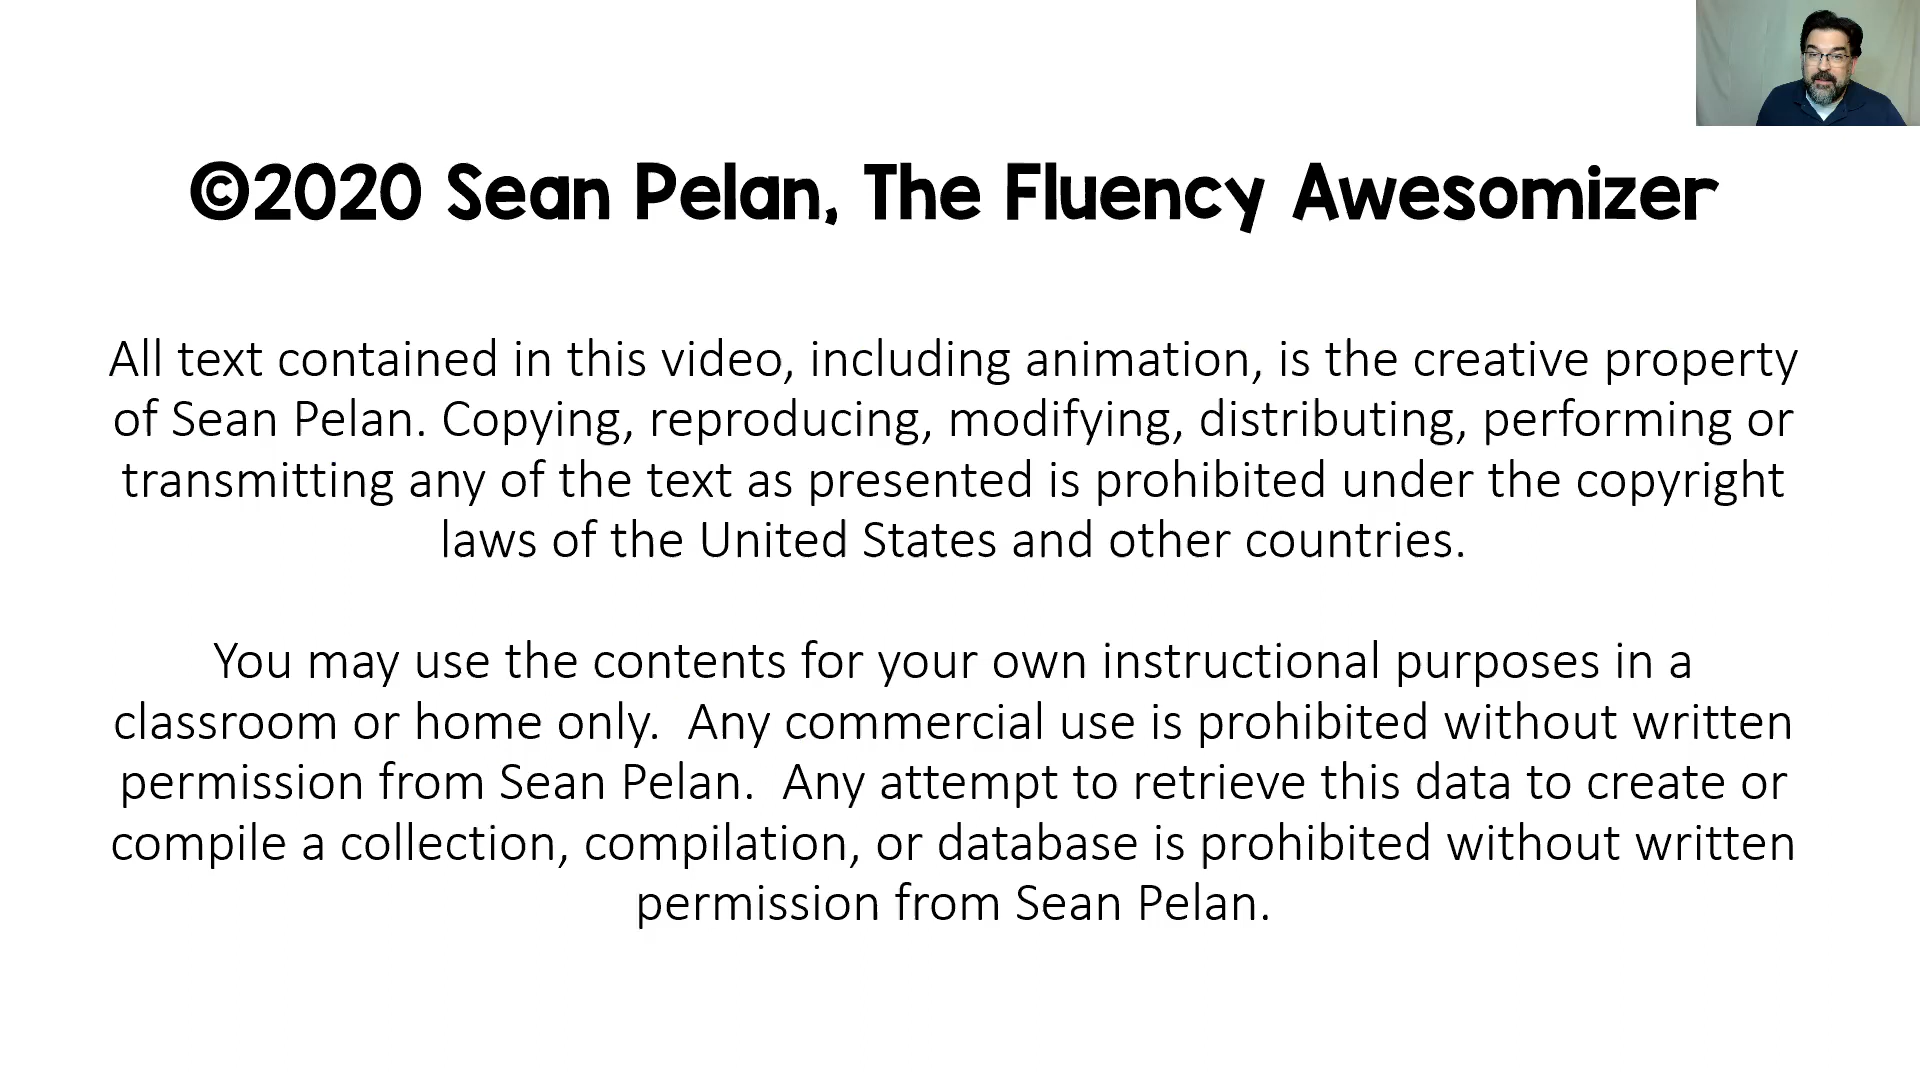 ©2020 Sean Pelan, The Fluency Awesomizer
All text contained in this video, including animation, is the creative property
of Sean Pelan. Copying, reproducing, modifying, distributing, performing or
transmitting any of the text as presented is prohibited under the copyright
laws of the United States and other countries.
You may use the contents for your own instructional purposes in a
classroom or home only.  Any commercial use is prohibited without written
permission from Sean Pelan.  Any attempt to retrieve this data to create or
compile a collection, compilation, or database is prohibited without written
permission from Sean Pelan.